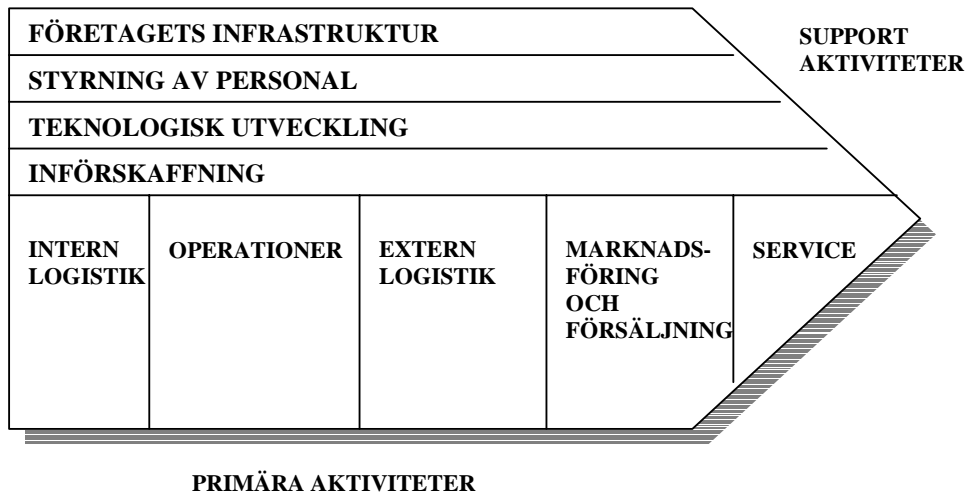 FÖRETAGETS INFRASTRUKTUR
SUPPORT
AKTIVITETER
STYRNING AV PERSONAL
TEKNOLOGISK UTVECKLING
INFÖRSKAFFNING
INTERN
LOGISTIK
OPERATIONER
EXTERN
LOGISTIK
MARKNADS-
FÖRING
OCH
FÖRSÄLJNING
SERVICE
PRIMÄRA AKTIVITETER